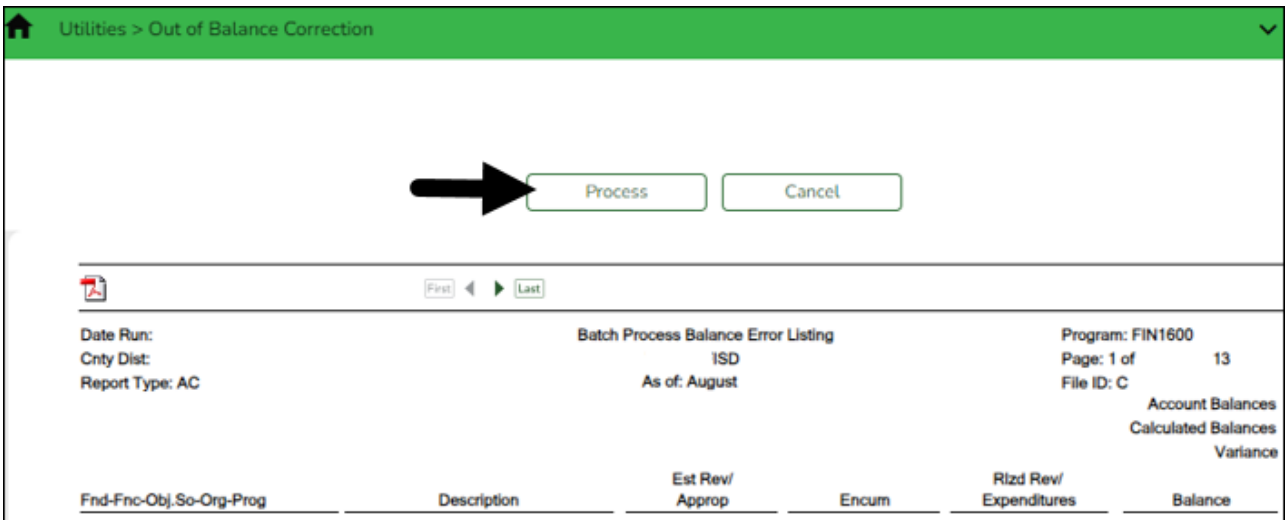 Utilities > Out of Balance Correction
Process Cancel
First Last
Date Run: Batch Process Balance Error Listing Program: FIN1600
Cnty Dist: ISD Page: 1 of 13
Report Type: AC As of: August File ID: C
Account Balances
Calculated Balances
Variance
Est Rev/ Rlzd Rev/
Fnd-Fnc-Obj.So-Org-Prog Description Approp Encum Expenditures Balance